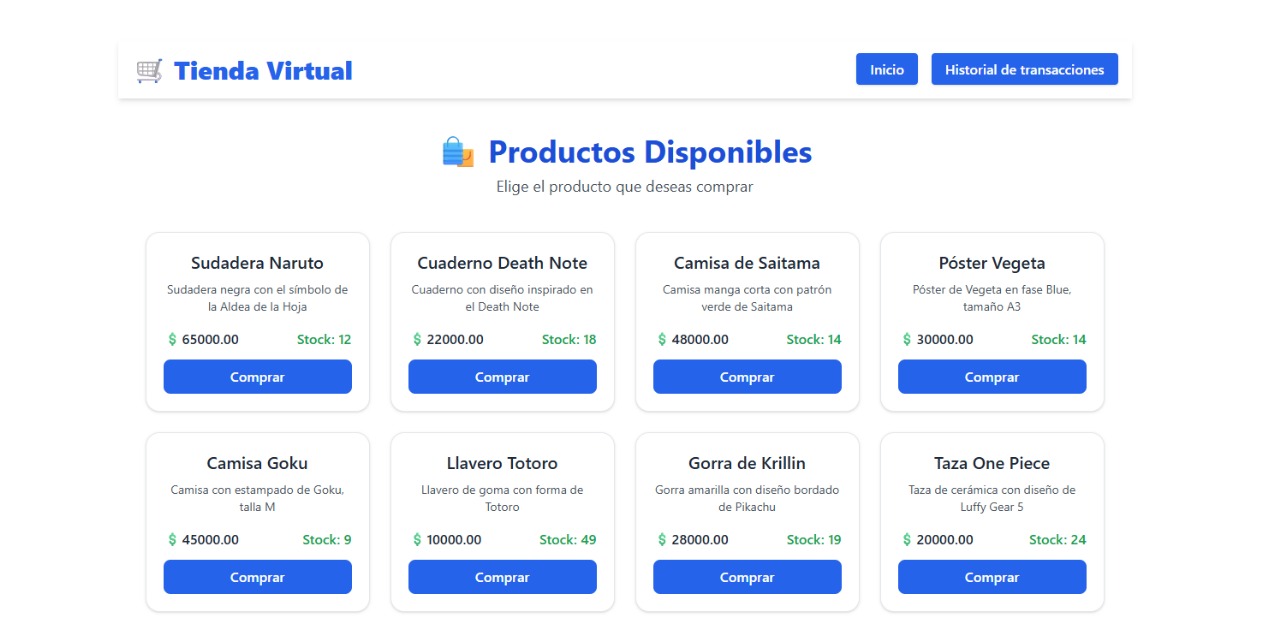 Tienda Virtual
Inicio
Historial de transacciones
Productos Disponibles
Elige el producto que deseas comprar
Sudadera Naruto
Sudadera negra con el símbolo de
la Aldea de la Hoja
$ 65000.00
Stock: 12
Comprar
Cuaderno Death Note
Cuaderno con diseño inspirado en
el Death Note
$ 22000.00
Stock: 18
Comprar
Camisa de Saitama
Camisa manga corta con patrón
verde de Saitama
$ 48000.00
Stock: 14
Comprar
Póster Vegeta
Póster de Vegeta en fase Blue,
tamaño A3
$ 30000.00
Stock: 14
Comprar
Camisa Goku
Camisa con estampado de Goku,
talla M
$ 45000.00
Stock: 9
Comprar
Llavero Totoro
Llavero de goma con forma de
Totoro
$ 10000.00
Stock: 49
Comprar
Gorra de Krillin
Gorra amarilla con diseño bordado
de Pikachu
$ 28000.00
Stock: 19
Comprar
Taza One Piece
Taza de cerámica con diseño de
Luffy Gear 5
$ 20000.00
Stock: 24
Comprar